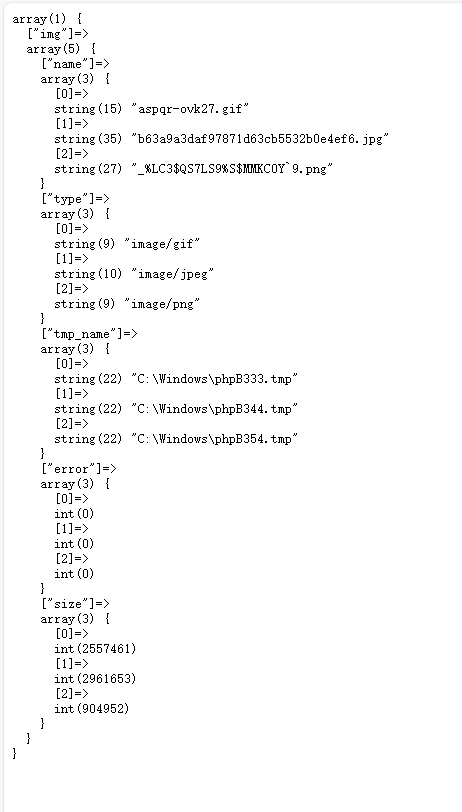 array(1) {
  ["img"]=>
  array(5) {
    ["name"]=>
    array(3) {
      [0]=>
      string(15) "aspqr-ovk27.gif"
      [1]=>
      string(35) "b63a9a3daf97871d63cb5532b0e4ef6.jpg"
      [2]=>
      string(27) "_%LC3$QS7LS9%S$MMKCOY`9.png"
    }
    ["type"]=>
    array(3) {
      [0]=>
      string(9) "image/gif"
      [1]=>
      string(10) "image/jpeg"
      [2]=>
      string(9) "image/png"
    }
    ["tmp_name"]=>
    array(3) {
      [0]=>
      string(22) "C:\Windows\phpB333.tmp"
      [1]=>
      string(22) "C:\Windows\phpB344.tmp"
      [2]=>
      string(22) "C:\Windows\phpB354.tmp"
    }
    ["error"]=>
    array(3) {
      [0]=>
      int(0)
      [1]=>
      int(0)
      [2]=>
      int(0)
    }
    ["size"]=>
    array(3) {
      [0]=>
      int(2557461)
      [1]=>
      int(2961653)
      [2]=>
      int(904952)
    }
  }
}